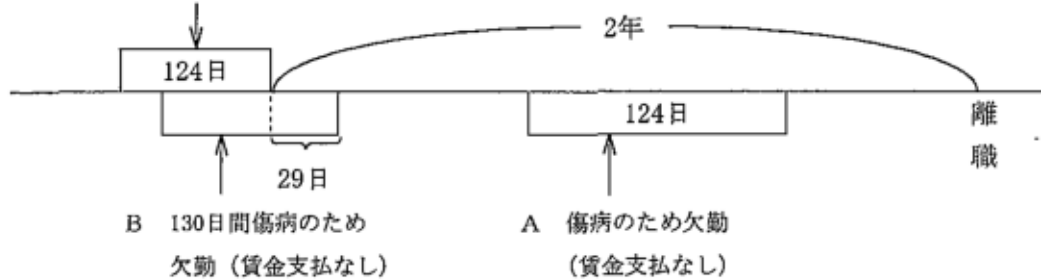 2年
124日
124日
離職
29日
B 130日間傷病のため
欠勤（賃金支払なし）
A 傷病のため欠勤
（賃金支払なし）